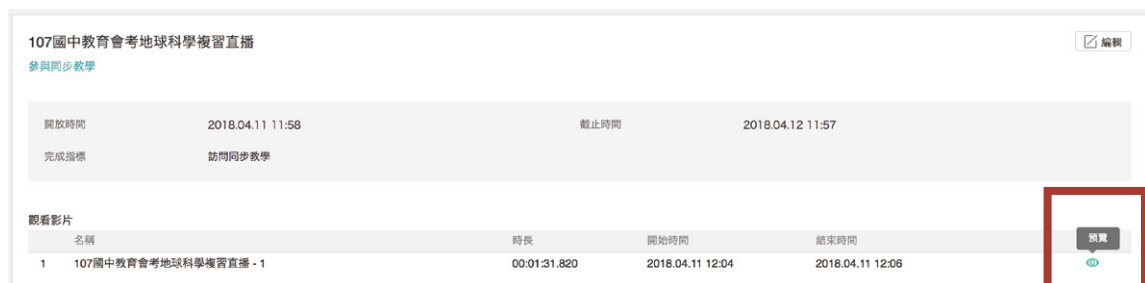 107國中教育會考地球科學複習直播
編輯
參與同步教學
開放時間 2018.04.11 11:58 截止時間 2018.04.12 11:57
完成指標 訪問同步教學
觀看影片
名稱 時長 開始時間 結束時間 預覽
1 107國中教育會考地球科學複習直播 - 1 00:01:31.820 2018.04.11 12:04 2018.04.11 12:06